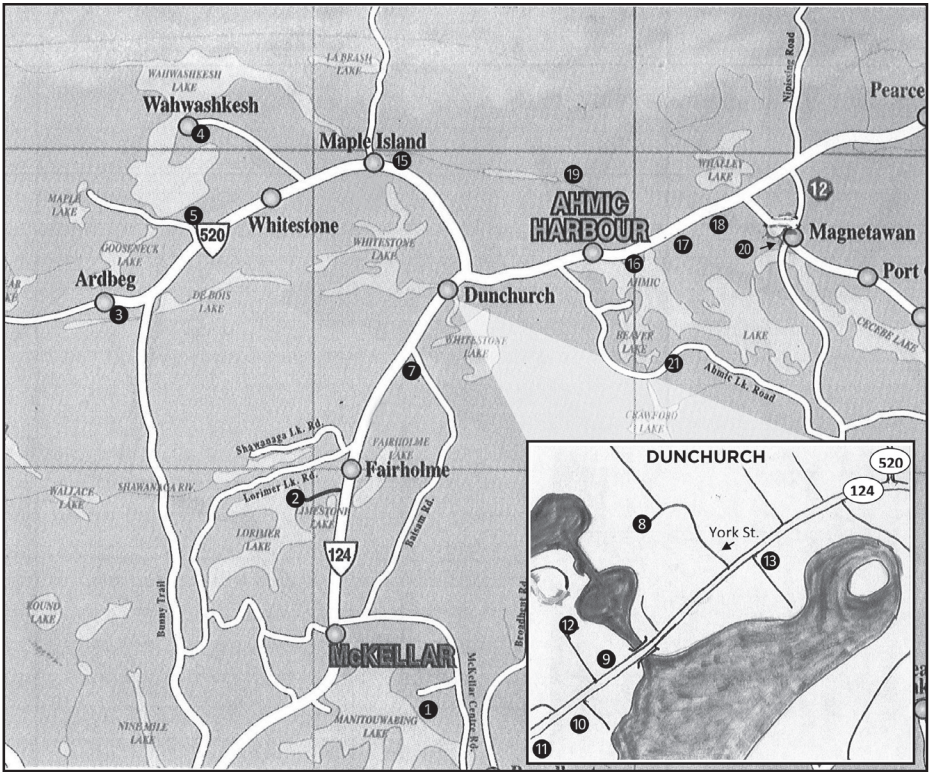 LA BRASH
LAKE
Nipissing Road
WAHWASHKESH
LAKE
Pearce
Wahwashkesh
4
Maple Island
15
WHALLEY
LAKE
19
12
MAPLE
LAKE
AHMIC
HARBOUR
5
Whitestone
520
18
17
20
Magnetawan
GOOSENECK
LAKE
WHITESTONE
LAKE
16
Ardbeg
3
DE BOIS
LAKE
Dunchurch
AHMIC
LAKE
Port
CECEBE LAKE
BEAVER
LAKE
WHITESTONE
LAKE
21
Ahmic Lk. Road
7
CRAWFORD
LAKE
Shawanaga Lk. Rd.
FAIRHOLME
LAKE
Fairholme
Lorimer Lk. Rd.
2
LIMESTONE
LAKE
WALLACE
LAKE
SHAWANAGA RIV.
LORIMER
LAKE
Balsam Rd.
124
Bunny Trail
ROUND
LAKE
Broadbent Rd
McKELLAR
McKellar Centre Rd.
1
NINE MILE
LAKE
MANITOUWABING
LAKE
DUNCHURCH
520
124
8
York St.
13
12
9
10
11